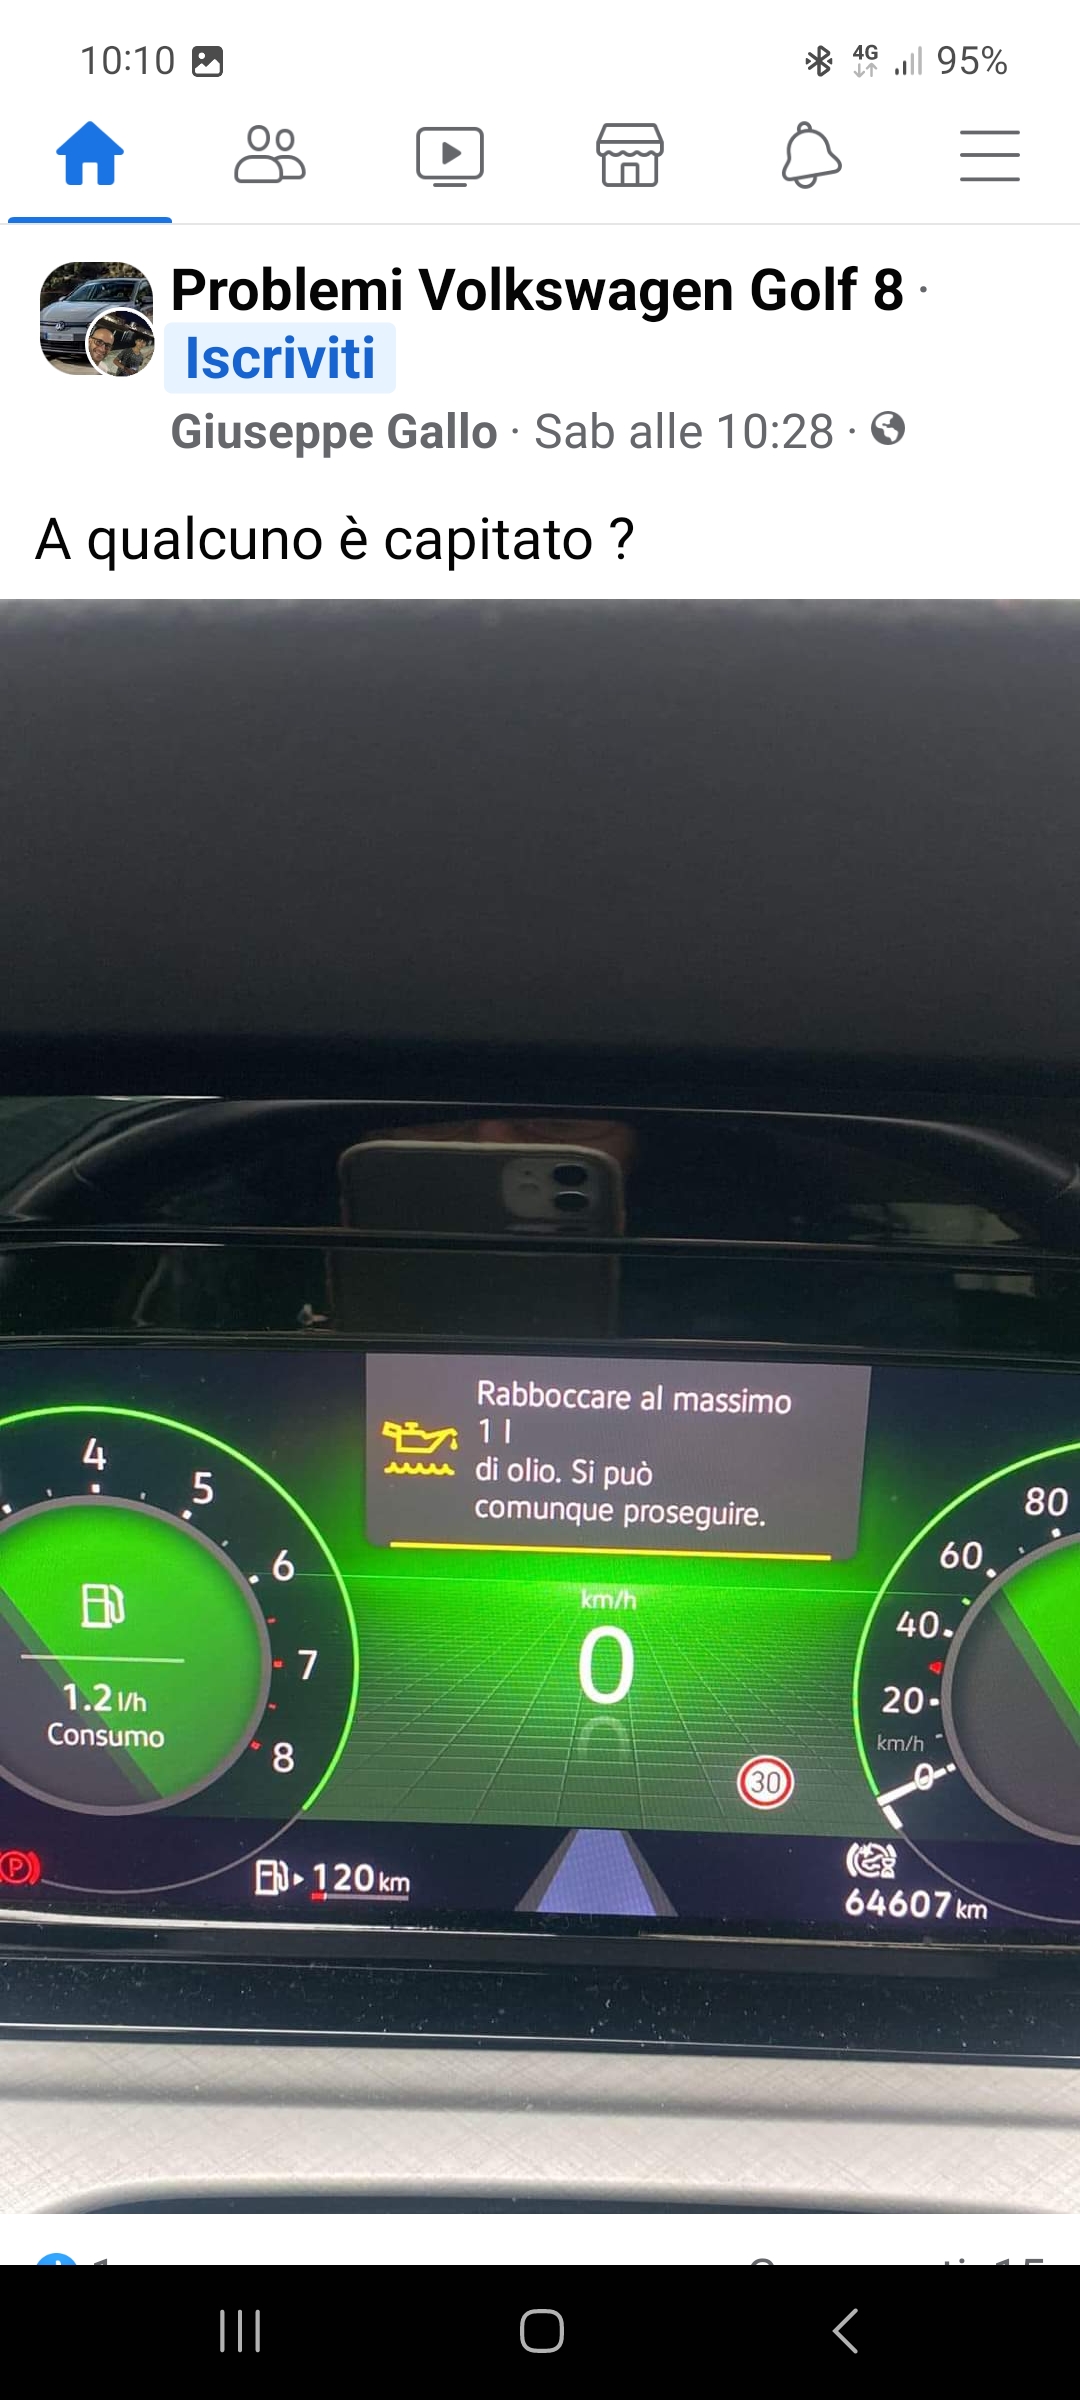 10:10
4G 95%
Problemi Volkswagen Golf 8 ·
Iscriviti
Giuseppe Gallo · Sab alle 10:28 ·
A qualcuno è capitato ?
Rabboccare al massimo
1 l
di olio. Si può
comunque proseguire.
4
5
6
7
8
1.2 l/h
Consumo
km/h
0
30
80
60
40
20
km/h
0
P
120 km
64607 km